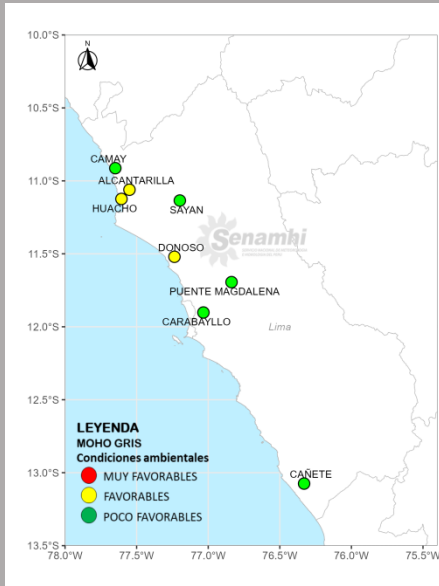 10.0°S
N
10.5°S
CAMAY
11.0°S
ALCANTARILLA
HUACHO
SAYAN
Senamhi
11.5°S
DONOSO
PUENTE MAGDALENA
CARABAYLLO
12.0°S
Lima
12.5°S
LEYENDA
MOHO GRIS
Condiciones ambientales
MUY FAVORABLES
FAVORABLES
POCO FAVORABLES
13.0°S
CAÑETE
13.5°S
78.0°W 77.5°W 77.0°W 76.5°W 76.0°W 75.5°W